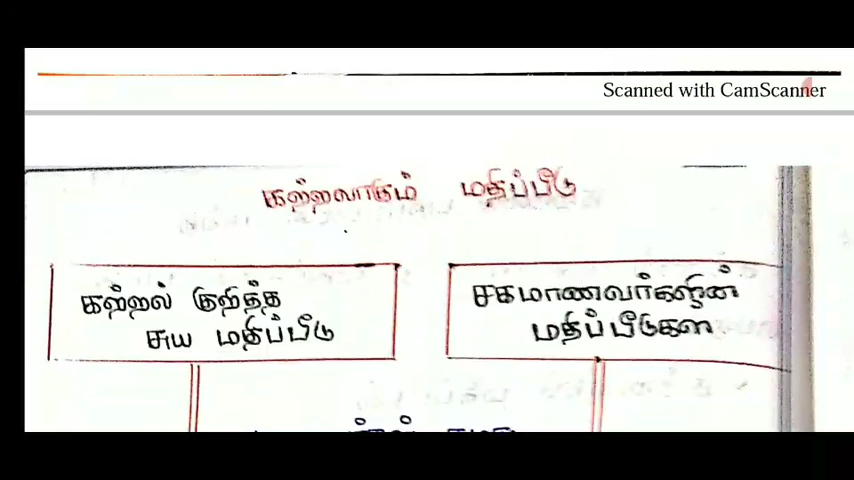 Scanned with CamScanner
கற்றலாகும் மதிப்பீடு
கற்றல் குறித்த
சுய மதிப்பீடு
சகமாணவர்களின்
மதிப்பீடுகள